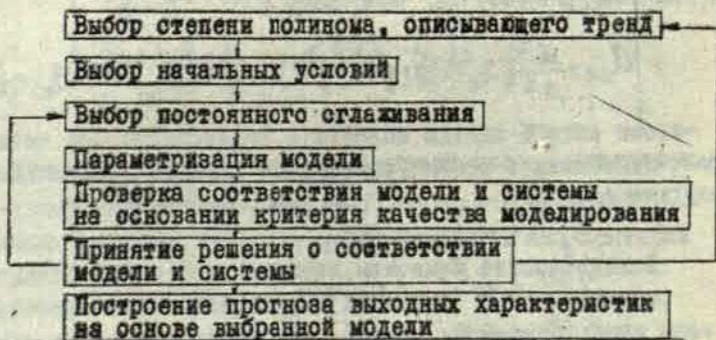 Выбор степени полинома, описывающего тренд
Выбор начальных условий
Выбор постоянного сглаживания
Параметризация модели
Проверка соответствия модели и системы
на основании критерия качества моделирования
Принятие решения о соответствии
модели и системы
Построение прогноза выходных характеристик
на основе выбранной модели